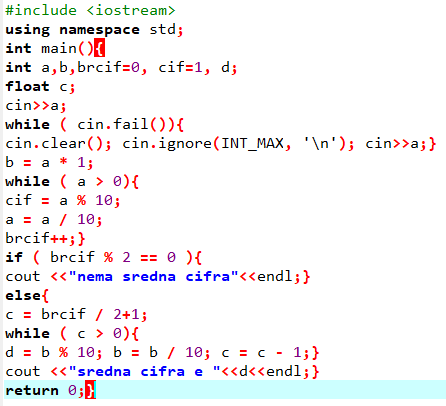 #include <iostream>
using namespace std;
int main(){
int a,b,brcif=0, cif=1, d;
float c;
cin>>a;
while ( cin.fail()){
cin.clear(); cin.ignore(INT_MAX, '\n'); cin>>a;}
b = a * 1;
while ( a > 0){
cif = a % 10;
a = a / 10;
brcif++;}
if ( brcif % 2 == 0 ){
cout <<"nema sredna cifra"<<endl;}
else{
c = brcif / 2+1;
while ( c > 0){
d = b % 10; b = b / 10; c = c - 1;}
cout <<"sredna cifra e "<<d<<endl;}
return 0;}